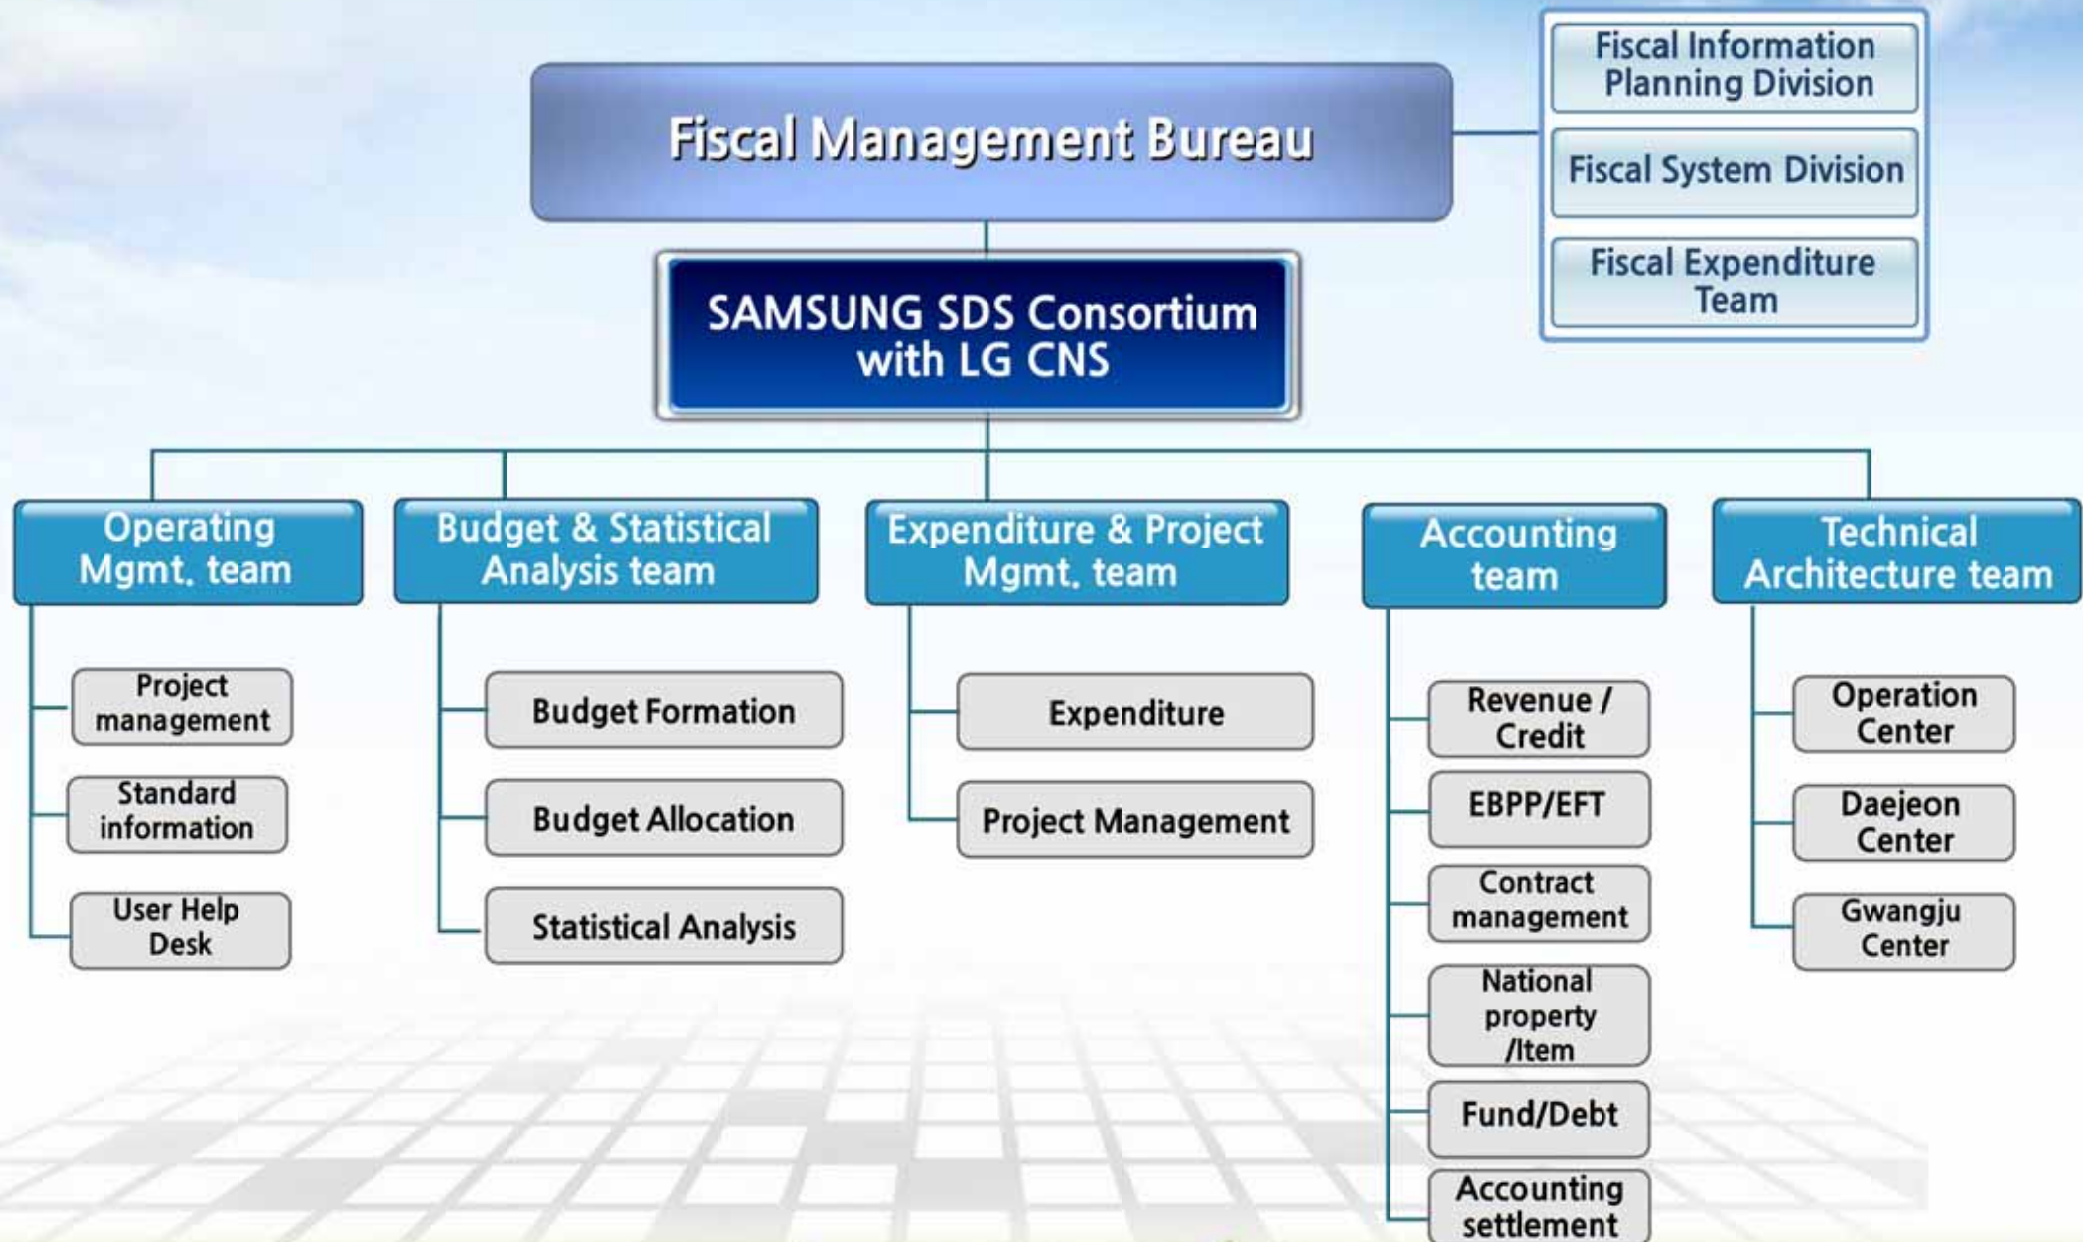 Fiscal Management Bureau
Fiscal Information
Planning Division
Fiscal System Division
Fiscal Expenditure
Team
SAMSUNG SDS Consortium
with LG CNS
Operating
Mgmt. team
Project
management
Standard
information
User Help
Desk
Budget & Statistical
Analysis team
Budget Formation
Budget Allocation
Statistical Analysis
Expenditure & Project
Mgmt. team
Expenditure
Project Management
Accounting
team
Revenue /
Credit
EBPP/EFT
Contract
management
National
property
/Item
Fund/Debt
Accounting
settlement
Technical
Architecture team
Operation
Center
Daejeon
Center
Gwangju
Center